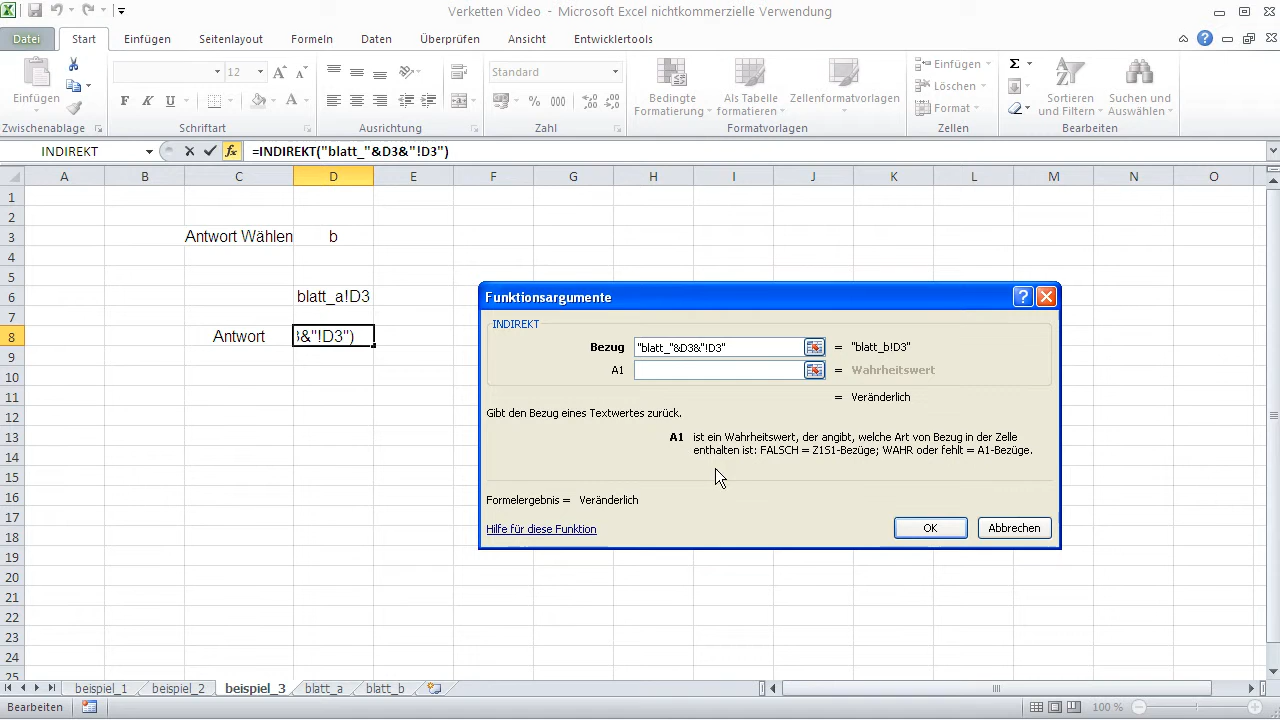 Verketten Video - Microsoft Excel nichtkommerzielle Verwendung
Datei Start Einfügen Seitenlayout Formeln Daten Überprüfen Ansicht Entwicklertools
Einfügen
12
Standard
Bedingte Formatierung
Als Tabelle formatieren
Zellenformatvorlagen
Einfügen
Löschen
Format
Sortieren und Filtern
Suchen und Auswählen
F K U
% 000
Zwischenablage Schriftart Ausrichtung Zahl Formatvorlagen Zellen Bearbeiten
INDIREKT fx =INDIREKT("blatt_"&D3&"!D3")
A B C D E F G H I J K L M N O
1
2
3 Antwort Wählen b
4
5
6 blatt_a!D3
7
8 Antwort &"!D3")
9
10
11
12
13
14
15
16
17
18
19
20
21
22
23
24
25
Funktionsargumente
INDIREKT
Bezug "blatt_"&D3&"!D3" = "blatt_b!D3"
A1 = Wahrheitswert
= Veränderlich
Gibt den Bezug eines Textwertes zurück.
A1 ist ein Wahrheitswert, der angibt, welche Art von Bezug in der Zelle
enthalten ist: FALSCH = Z1S1-Bezüge; WAHR oder fehlt = A1-Bezüge.
Formelergebnis = Veränderlich
Hilfe für diese Funktion
OK Abbrechen
beispiel_1 beispiel_2 beispiel_3 blatt_a blatt_b
Bearbeiten 100 %